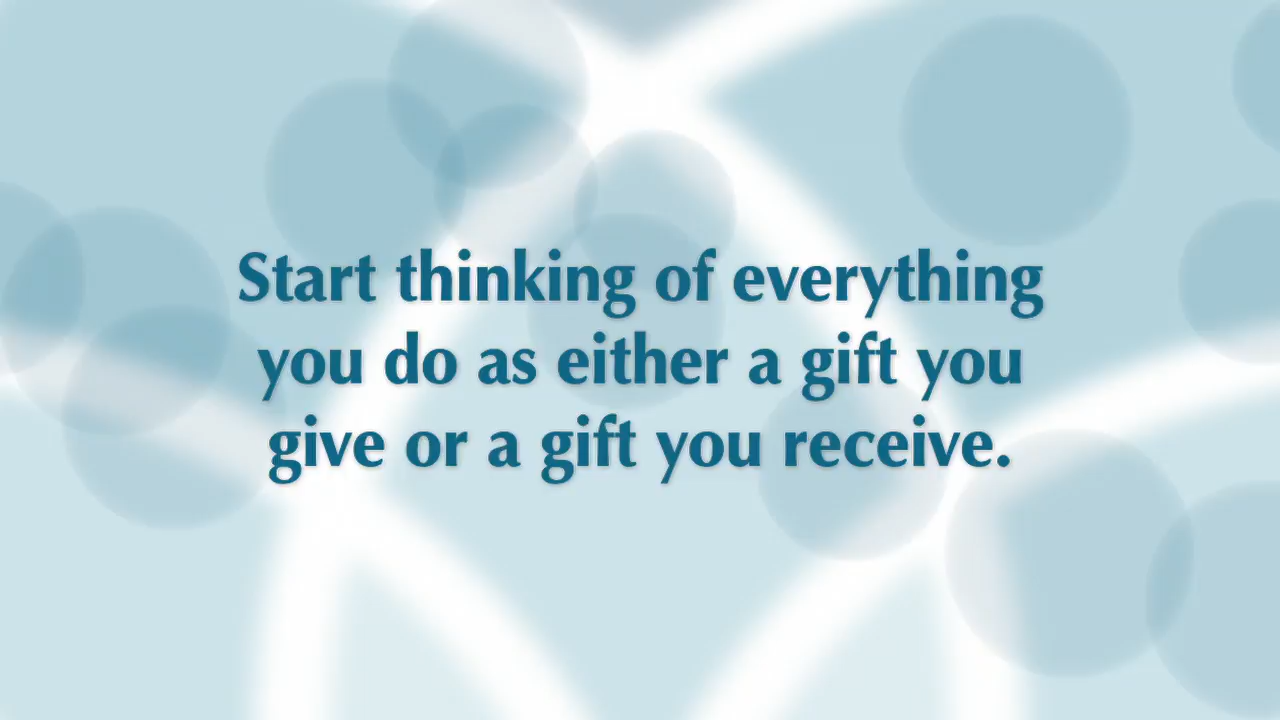 Start thinking of everything
you do as either a gift you
give or a gift you receive.